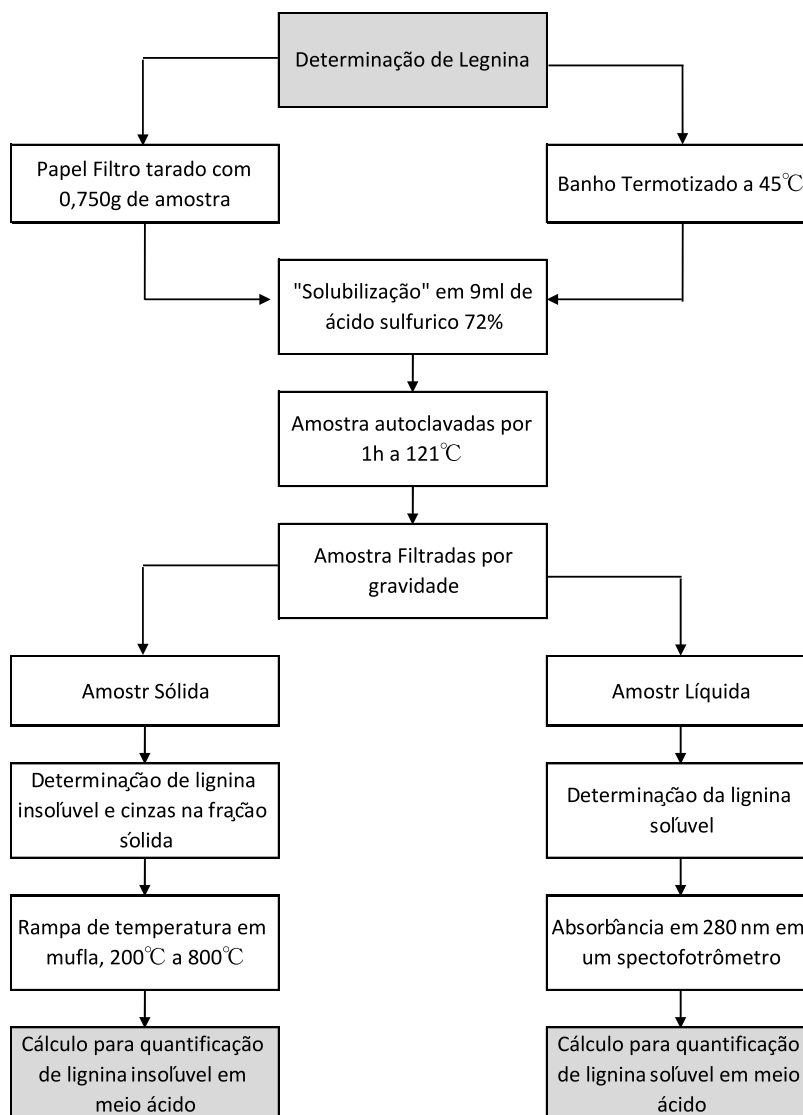 Determinação de Legnina
Papel Filtro tarado com
0,750g de amostra
Banho Termotizado a 45℃
"Solubilização" em 9ml de
ácido sulfurico 72%
Amostra autoclavadas por
1h a 121℃
Amostra Filtradas por
gravidade
Amostr Sólida
Amostr Líquida
Determinação de lignina
insolúvel e cinzas na fração
sólida
Determinação da lignina
solúvel
Rampa de temperatura em
mufla, 200℃ a 800℃
Absorbância em 280 nm em
um spectofotrômetro
Cálculo para quantificação
de lignina insolúvel em
meio ácido
Cálculo para quantificação
de lignina solúvel em meio
ácido